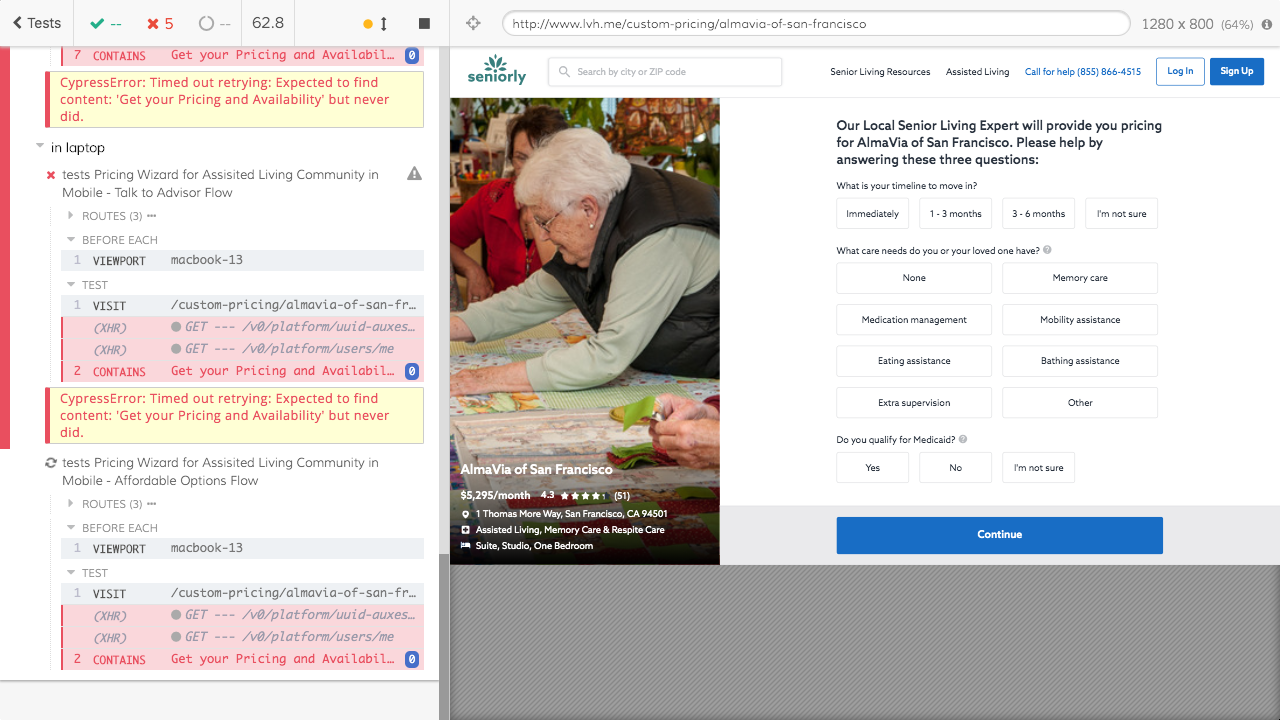 Tests
--
5
--
62.8
http://www.lvh.me/custom-pricing/almavia-of-san-francisco
1280 x 800 (64%)
7 CONTAINS Get your Pricing and Availabil... 0
CypressError: Timed out retrying: Expected to find
content: 'Get your Pricing and Availability' but never
did.
in laptop
tests Pricing Wizard for Assisited Living Community in
Mobile - Talk to Advisor Flow
ROUTES (3) •••
BEFORE EACH
1 VIEWPORT macbook-13
TEST
1 VISIT /custom-pricing/almavia-of-san-fr...
(XHR) GET --- /v0/platform/uuid-auxes...
(XHR) GET --- /v0/platform/users/me
2 CONTAINS Get your Pricing and Availabil... 0
CypressError: Timed out retrying: Expected to find
content: 'Get your Pricing and Availability' but never
did.
tests Pricing Wizard for Assisited Living Community in
Mobile - Affordable Options Flow
ROUTES (3) •••
BEFORE EACH
1 VIEWPORT macbook-13
TEST
1 VISIT /custom-pricing/almavia-of-san-fr...
(XHR) GET --- /v0/platform/uuid-auxes...
(XHR) GET --- /v0/platform/users/me
2 CONTAINS Get your Pricing and Availabil... 0
seniorly
Search by city or ZIP code
Senior Living Resources
Assisted Living
Call for help (855) 866-4515
Log In
Sign Up
AlmaVia of San Francisco
$5,295/month 4.3 (51)
1 Thomas More Way, San Francisco, CA 94501
Assisted Living, Memory Care & Respite Care
Suite, Studio, One Bedroom
Our Local Senior Living Expert will provide you pricing
for AlmaVia of San Francisco. Please help by
answering these three questions:
What is your timeline to move in?
Immediately 1 - 3 months 3 - 6 months I'm not sure
What care needs do you or your loved one have?
None Memory care
Medication management Mobility assistance
Eating assistance Bathing assistance
Extra supervision Other
Do you qualify for Medicaid?
Yes No I'm not sure
Continue